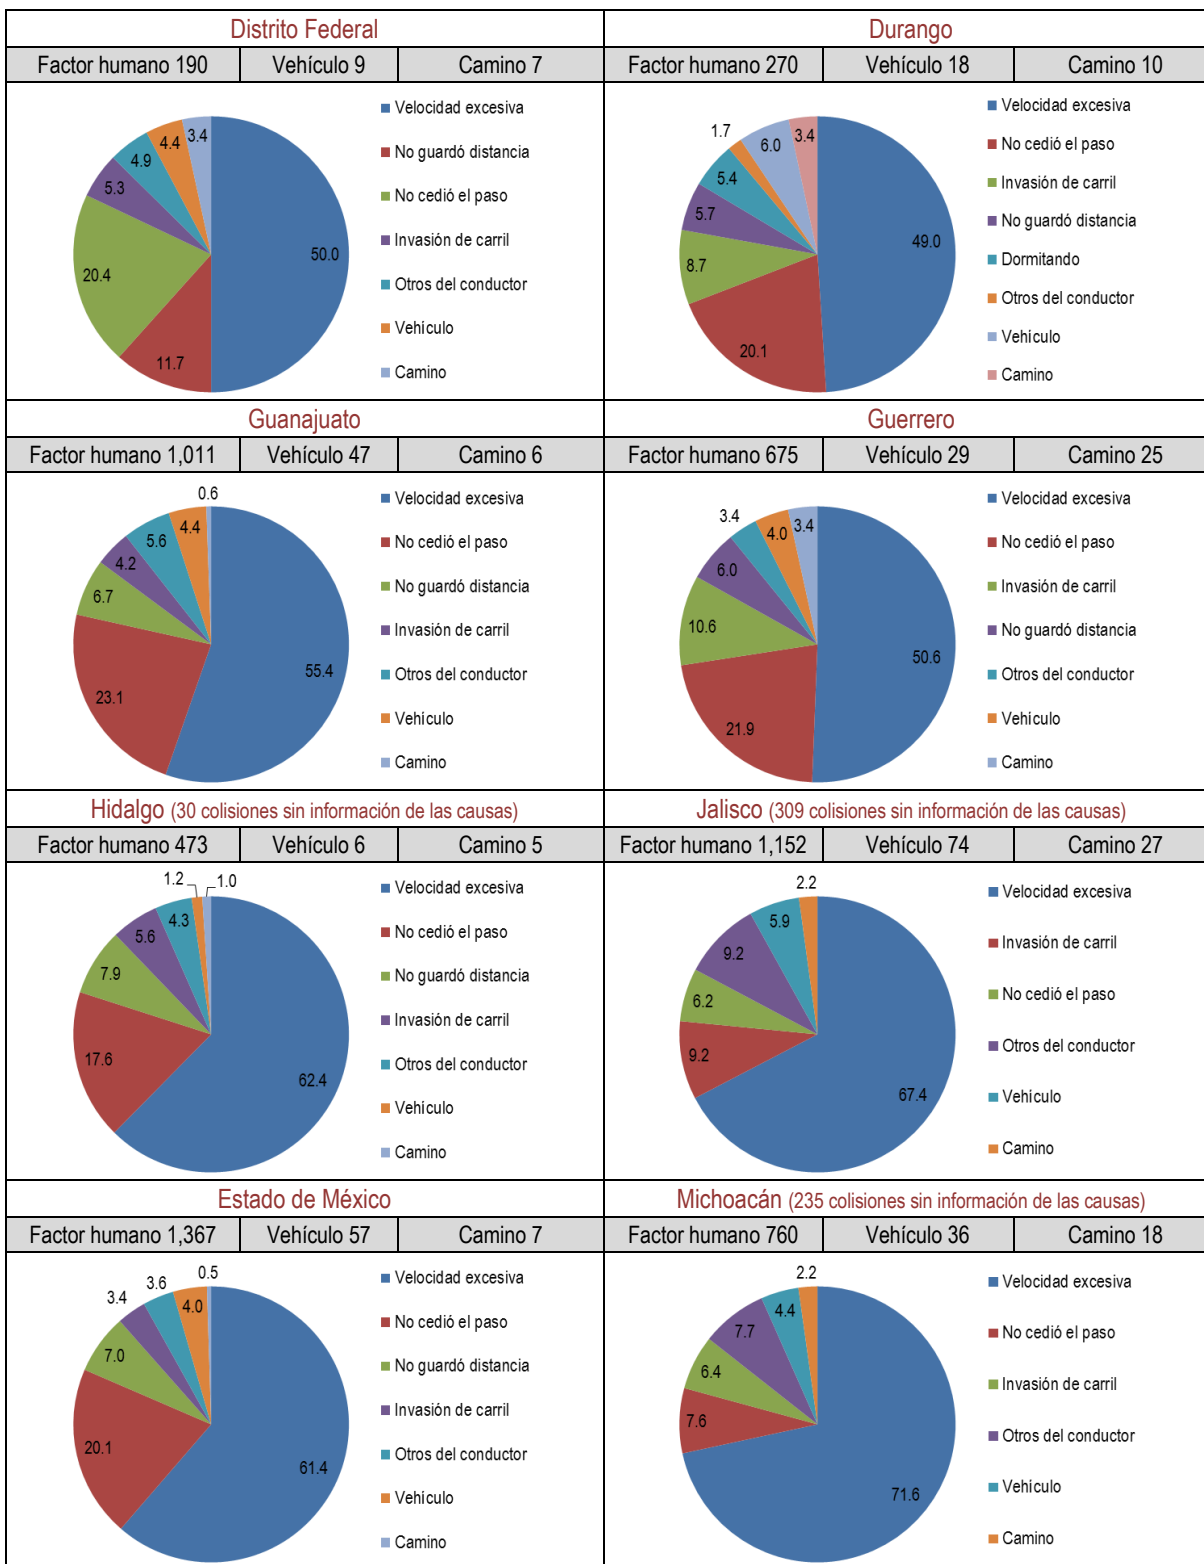 Distrito Federal
Factor humano 190 Vehículo 9 Camino 7
Velocidad excesiva
No guardó distancia
No cedió el paso
Invasión de carril
Otros del conductor
Vehículo
Camino
3.4
4.4
4.9
5.3
20.4
11.7
50.0
Durango
Factor humano 270 Vehículo 18 Camino 10
Velocidad excesiva
No cedió el paso
Invasión de carril
No guardó distancia
Dormitando
Otros del conductor
Vehículo
Camino
1.7
6.0
3.4
5.4
5.7
8.7
20.1
49.0
Guanajuato
Factor humano 1,011 Vehículo 47 Camino 6
Velocidad excesiva
No cedió el paso
No guardó distancia
Invasión de carril
Otros del conductor
Vehículo
Camino
0.6
4.4
5.6
4.2
6.7
23.1
55.4
Guerrero
Factor humano 675 Vehículo 29 Camino 25
Velocidad excesiva
No cedió el paso
Invasión de carril
No guardó distancia
Otros del conductor
Vehículo
Camino
3.4
4.0
3.4
6.0
10.6
21.9
50.6
Hidalgo (30 colisiones sin información de las causas)
Factor humano 473 Vehículo 6 Camino 5
Velocidad excesiva
No cedió el paso
No guardó distancia
Invasión de carril
Otros del conductor
Vehículo
Camino
1.2
1.0
4.3
5.6
7.9
17.6
62.4
Jalisco (309 colisiones sin información de las causas)
Factor humano 1,152 Vehículo 74 Camino 27
Velocidad excesiva
Invasión de carril
No cedió el paso
Otros del conductor
Vehículo
Camino
2.2
5.9
9.2
6.2
9.2
67.4
Estado de México
Factor humano 1,367 Vehículo 57 Camino 7
Velocidad excesiva
No cedió el paso
No guardó distancia
Invasión de carril
Otros del conductor
Vehículo
Camino
0.5
4.0
3.6
3.4
7.0
20.1
61.4
Michoacán (235 colisiones sin información de las causas)
Factor humano 760 Vehículo 36 Camino 18
Velocidad excesiva
No cedió el paso
Invasión de carril
Otros del conductor
Vehículo
Camino
2.2
4.4
7.7
6.4
7.6
71.6